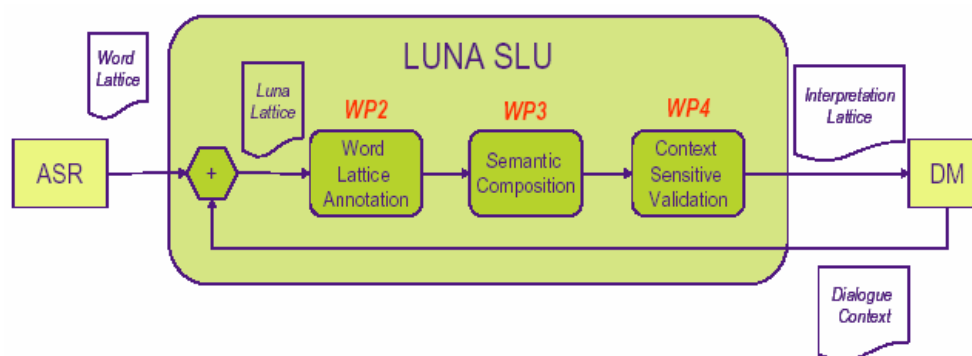 LUNA SLU
Word
Lattice
Luna
Lattice
WP2
WP3
WP4
Interpretation
Lattice
ASR
+
Word
Lattice
Annotation
Semantic
Composition
Context
Sensitive
Validation
DM
Dialogue
Context